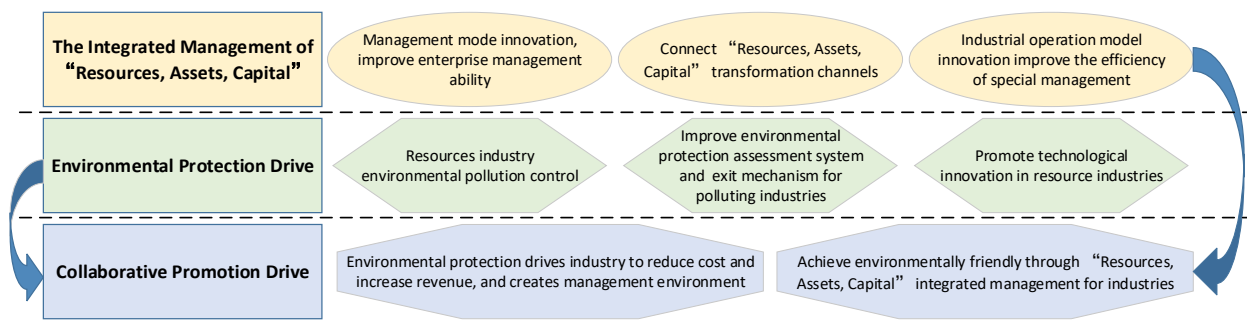 The Integrated Management of
“Resources, Assets, Capital”
Management mode innovation,
improve enterprise management
ability
Connect “Resources, Assets,
Capital” transformation channels
Industrial operation model
innovation improve the efficiency
of special management
Environmental Protection Drive
Resources industry
environmental pollution control
Improve environmental
protection assessment system
and exit mechanism for
polluting industries
Promote technological
innovation in resource industries
Collaborative Promotion Drive
Environmental protection drives industry to reduce cost and
increase revenue, and creates management environment
Achieve environmentally friendly through “Resources,
Assets, Capital” integrated management for industries